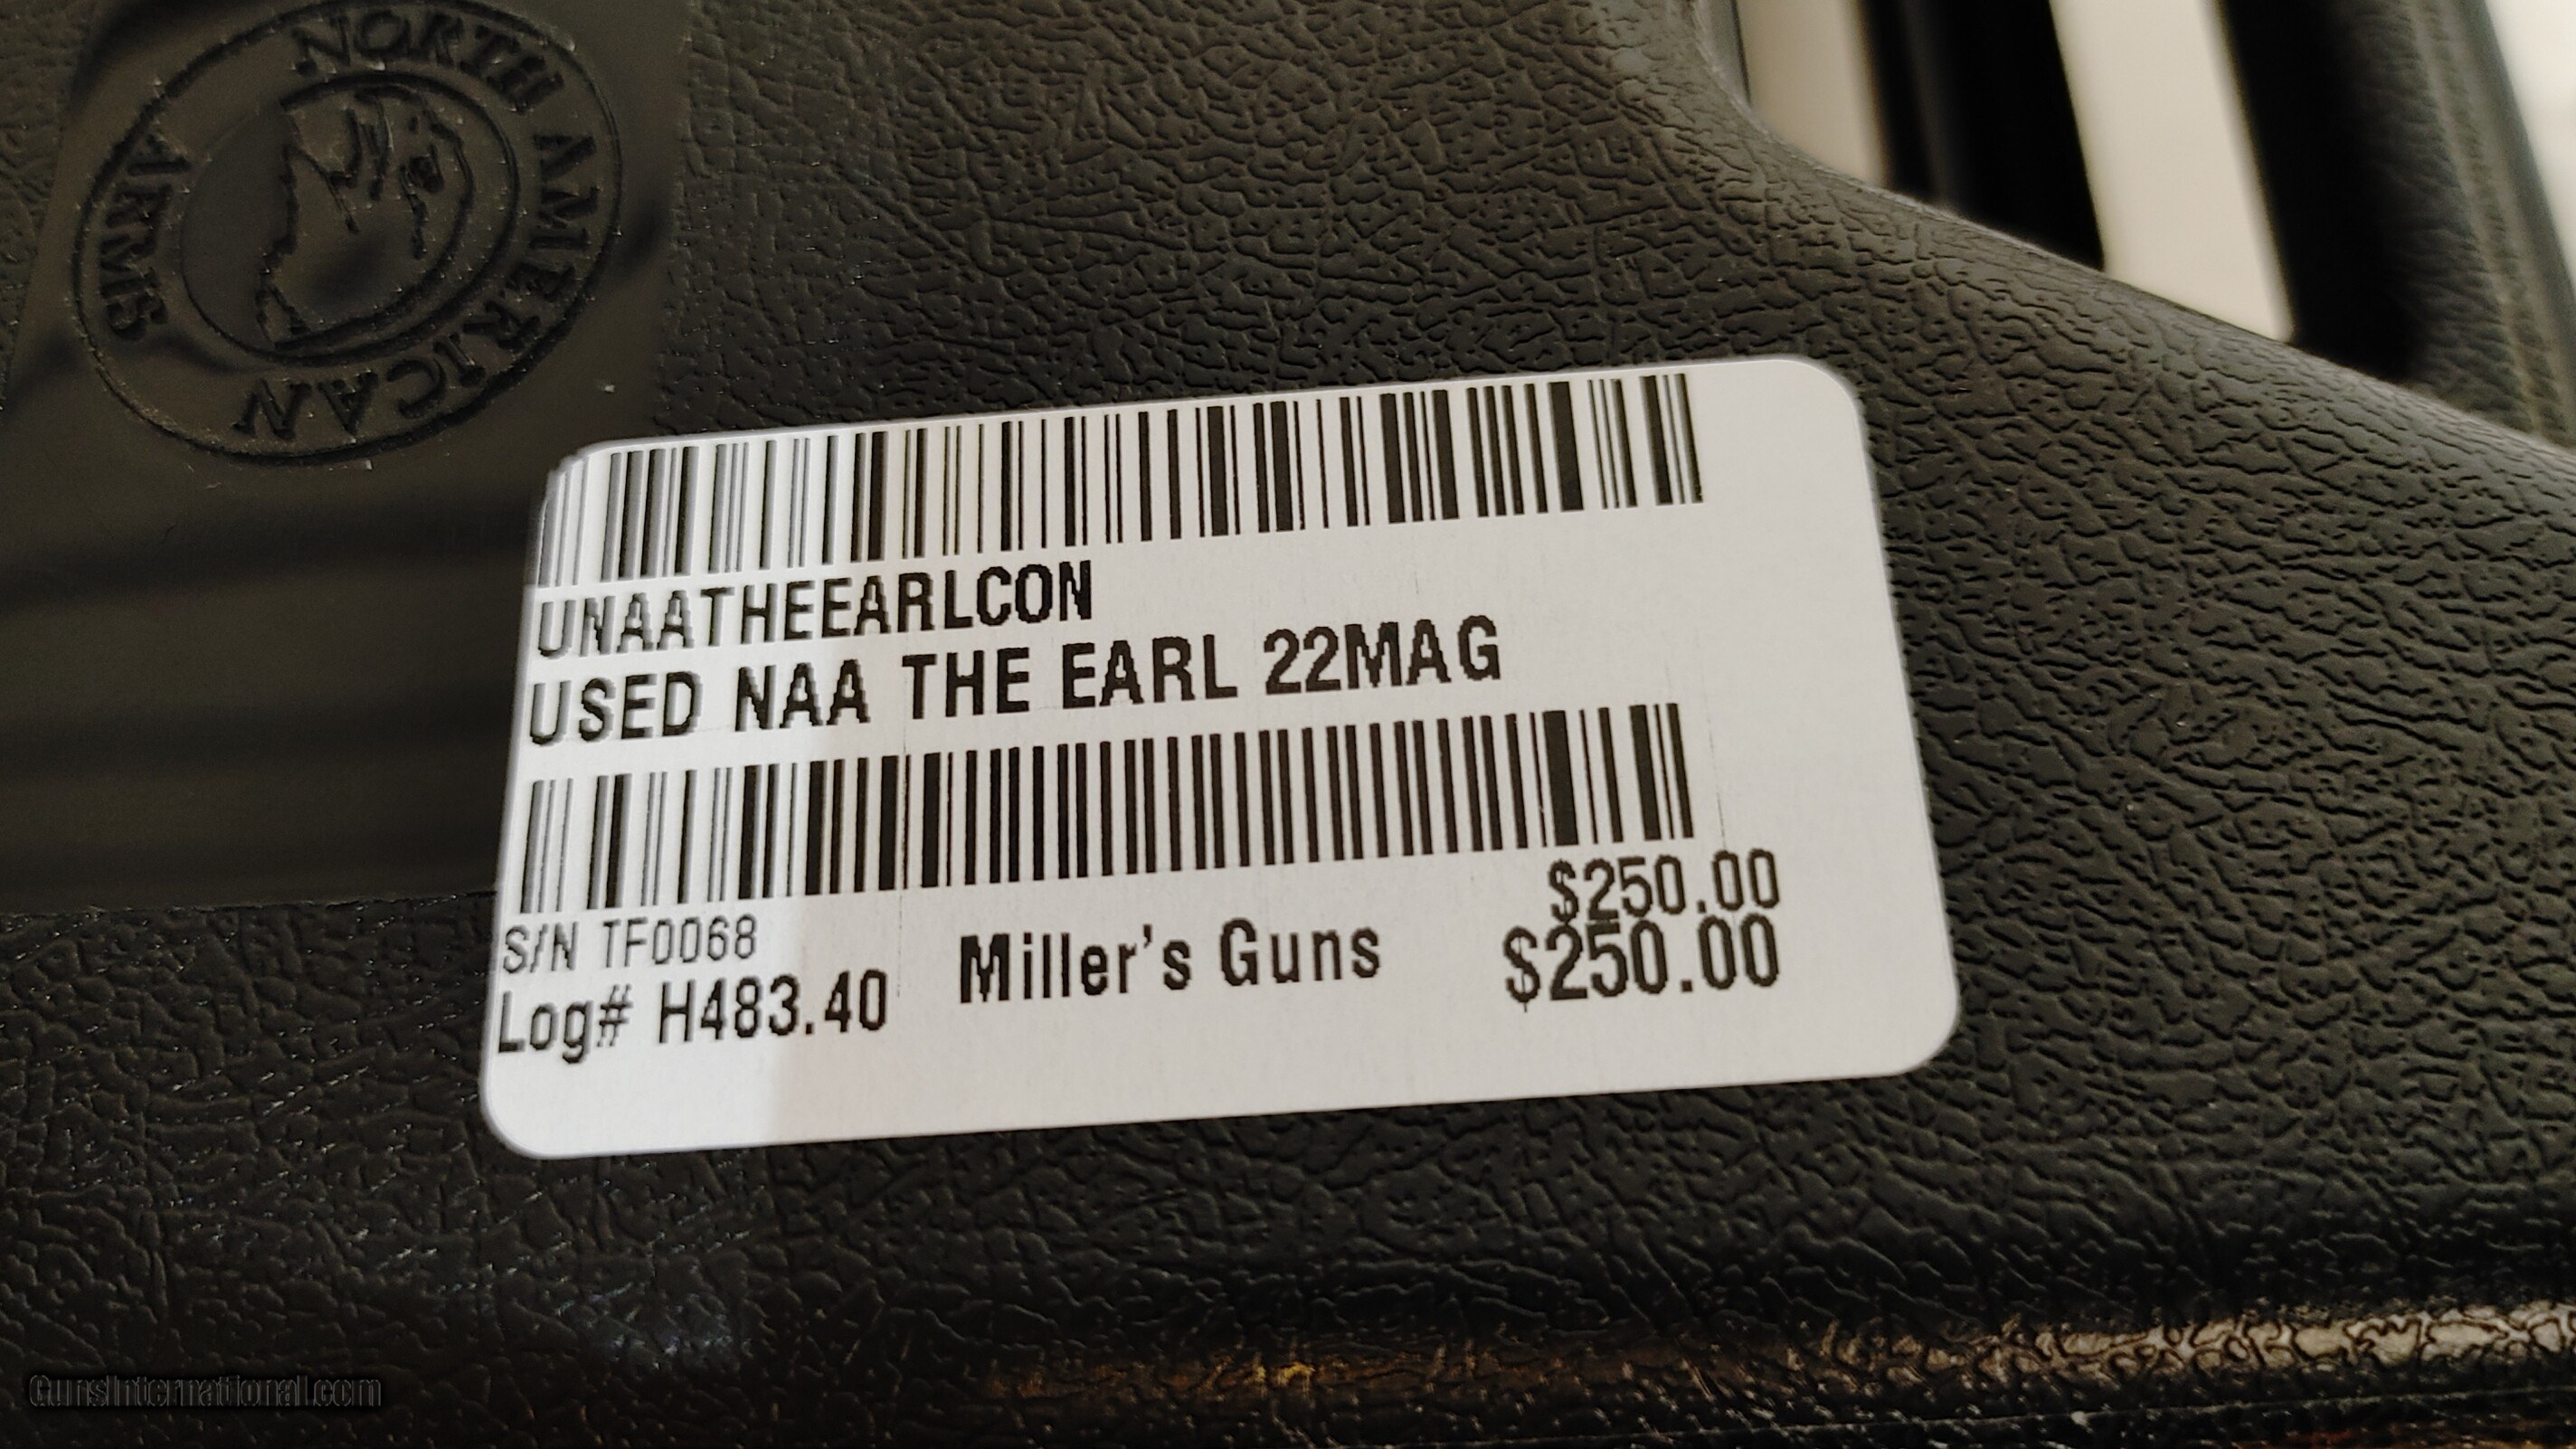 NORTH AMERICAN
ARMS
UNAATHEEARLCON
USED NAA THE EARL 22MAG
$250.00
S/N TF0068
Miller's Guns
$250.00
Log# H483.40
GunsInternational.com